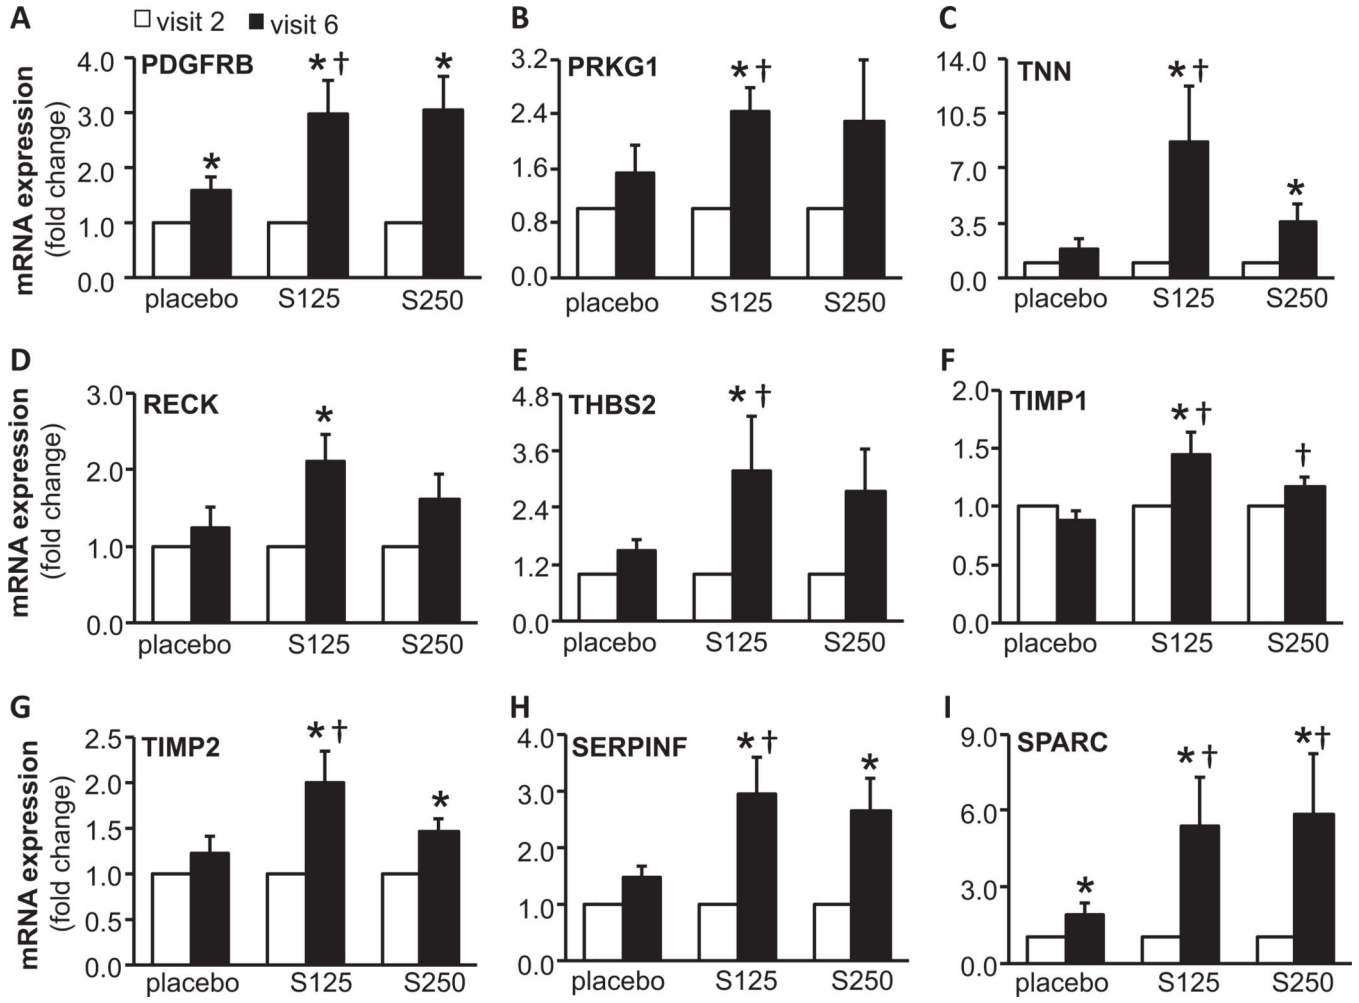 A
visit 2 visit 6
B
C
mRNA expression
(fold change)
4.0
3.0
2.0
1.0
0.0
PDGFRB
* †
*
*
placebo S125 S250
3.2
2.4
1.6
0.8
0.0
PRKG1
* †
placebo S125 S250
14.0
10.5
7.0
3.5
0.0
TNN
* †
*
placebo S125 S250
D
E
F
mRNA expression
(fold change)
3.0
2.0
1.0
0.0
RECK
*
placebo S125 S250
4.8
3.6
2.4
1.2
0.0
THBS2
* †
placebo S125 S250
2.0
1.5
1.0
0.5
0.0
TIMP1
* †
†
placebo S125 S250
G
H
I
mRNA expression
(fold change)
2.5
2.0
1.5
1.0
0.5
0.0
TIMP2
* †
*
placebo S125 S250
4.0
3.0
2.0
1.0
0.0
SERPINF
* †
*
placebo S125 S250
9.0
6.0
3.0
0.0
SPARC
*
* †
*†
placebo S125 S250